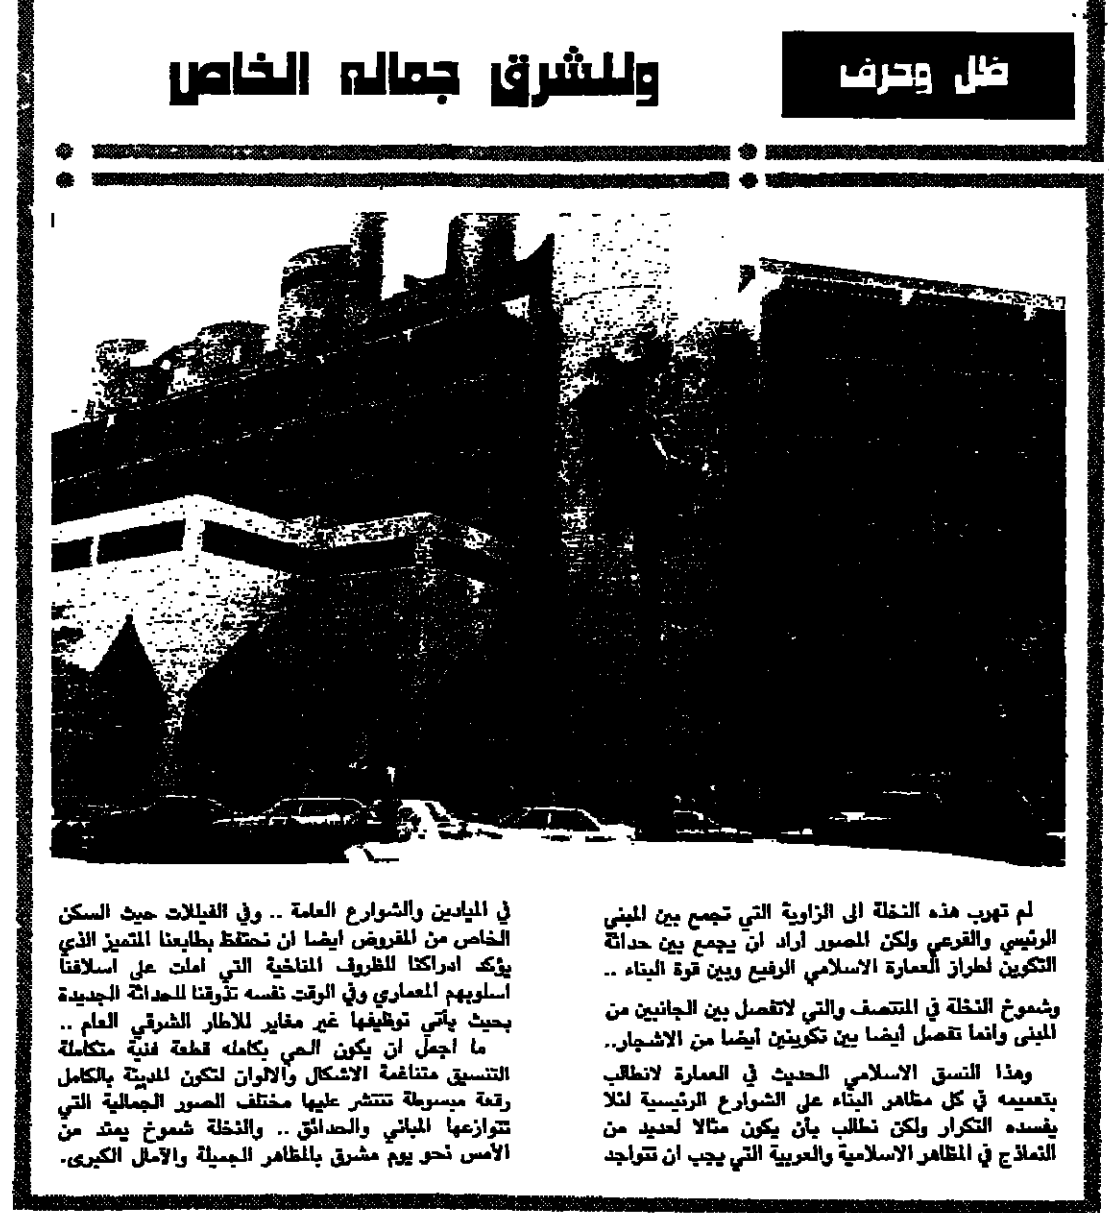 ظل وحرف
وللشرق جماله الخاص
لم تهرب هذه النخلة الى الزاوية التي تجمع بين المبنى
الرئيسي والفرعي ولكن المصور اراد ان يجمع بين حداثة
التكوين لطراز العمارة الاسلامي الرفيع وبين قوة البناء ..
وشموخ النخلة في المنتصف والتي لاتفصل بين الجانبين من
المبنى وانما تفصل أيضا بين تكوينين أيضا من الاشجار..
وهذا النسق الاسلامي الحديث في العمارة لانطالب
بتعميمه في كل مظاهر البناء على الشوارع الرئيسية لئلا
يفسده التكرار ولكن نطالب بأن يكون مثالا لعديد من
النماذج في المظاهر الاسلامية والعربية التي يجب ان تتواجد
في الميادين والشوارع العامة .. وفي الفيللات حيث السكن
الخاص من المفروض ايضا ان تحتفظ بطابعنا المتميز الذي
يؤكد ادراكنا للظروف المناخية التي املت على اسلافنا
اسلوبهم المعماري وفي الوقت نفسه تذوقنا للحداثة الجديدة
بحيث يأتي توظيفها غير مغاير للاطار الشرقي العام ..
ما اجمل ان يكون الحي بكامله قطعة فنية متكاملة
التنسيق متناغمة الاشكال والالوان لتكون المدينة بالكامل
رقعة مبسوطة تنتشر عليها مختلف الصور الجمالية التي
تتوازعها المباني والحدائق .. والنخلة شموخ يمتد من
الأمس نحو يوم مشرق بالمظاهر الجميلة والآمال الكبرى.